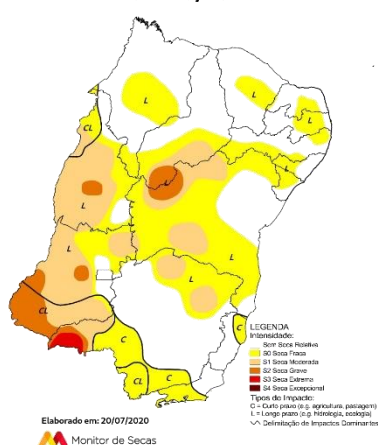 L
L
CL
C
L
L
L
L
L
L
L
L
L
CL
C
C
CL
C
LEGENDA
Intensidade:
Sem Seca Relativa
S0 Seca Fraca
S1 Seca Moderada
S2 Seca Grave
S3 Seca Extrema
S4 Seca Excepcional
Tipos de Impacto:
C = Curto prazo (e.g. agricultura, pastagem)
L = Longo prazo (e.g. hidrologia, ecologia)
Delimitação de Impactos Dominantes
Elaborado em: 20/07/2020
Monitor de Secas